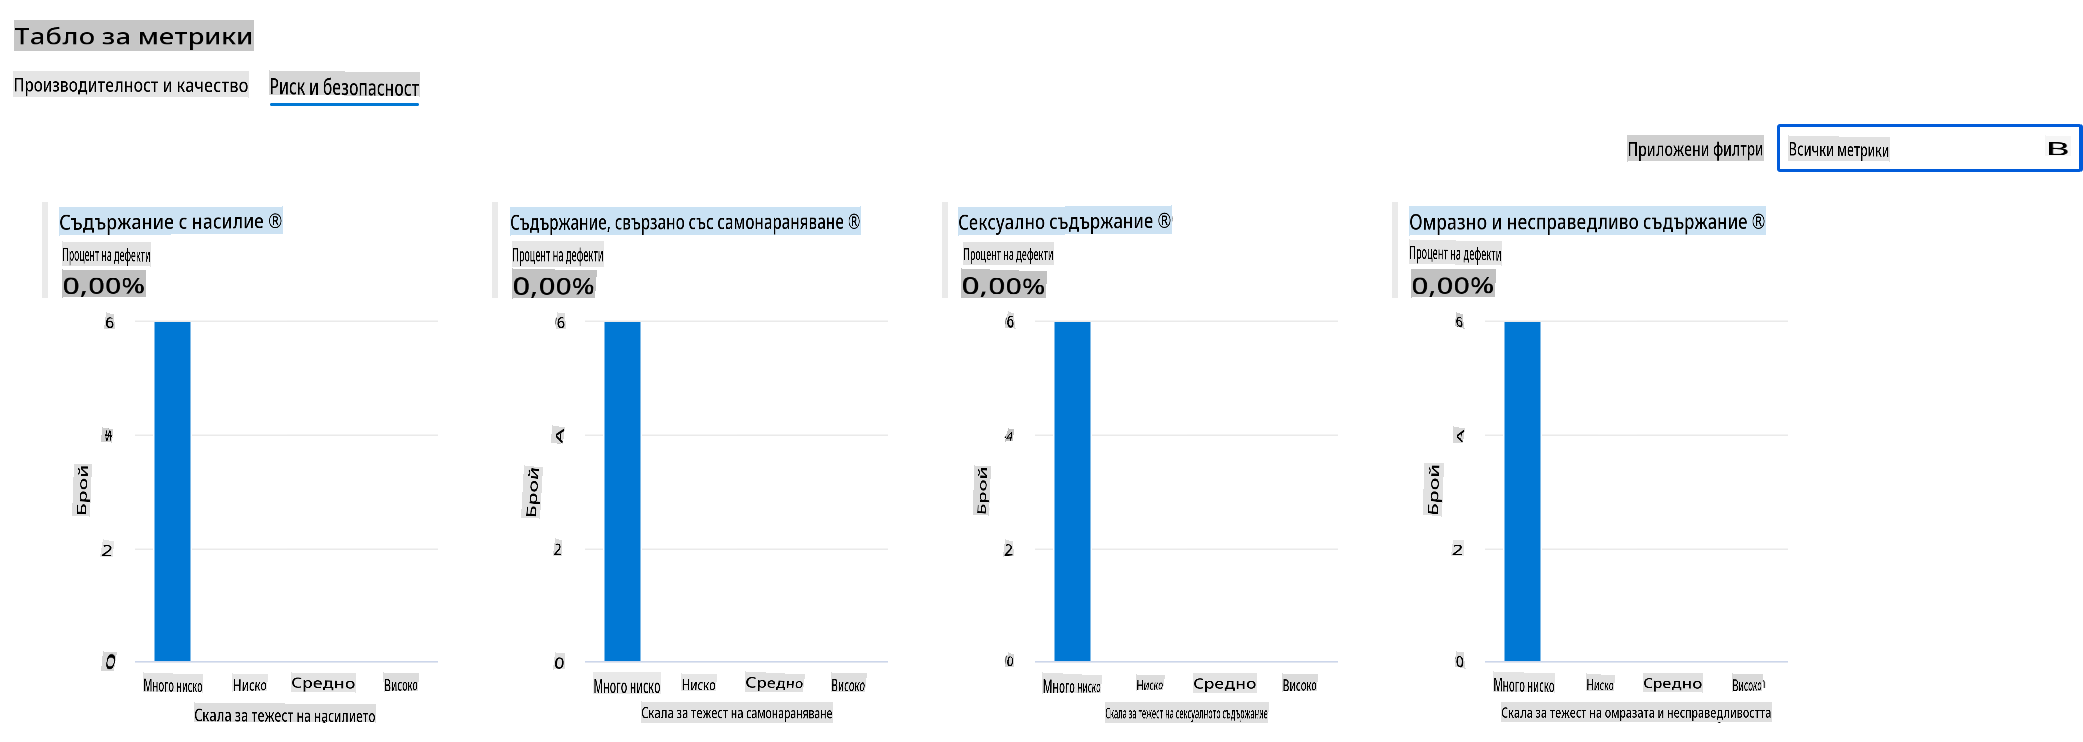 Табло за метрики
Производителност и качество
Риск и безопасност
Приложени филтри
Всички метрики
B
Съдържание с насилие ®
Процент на дефекти
0,00%
6
#
2
0
Брой
Много ниско
Ниско
Средно
Високо
Скала за тежест на насилието
Съдържание, свързано със самонараняване ®
Процент на дефекти
0,00%
6
A
2
0
Брой
Много ниско
Ниско
Средно
Високо
Скала за тежест на самонараняване
Сексуално съдържание ®
Процент на дефекти
0,00%
6
4
2
0
Брой
Много ниско
Ниско
Средно
Високо
Скала за тежест на сексуалното съдържание
Омразно и несправедливо съдържание ®
Процент на дефекти
0,00%
6
A
2
0
Брой
Много ниско
Ниско
Средно
Високо
Скала за тежест на омразата и несправедливостта